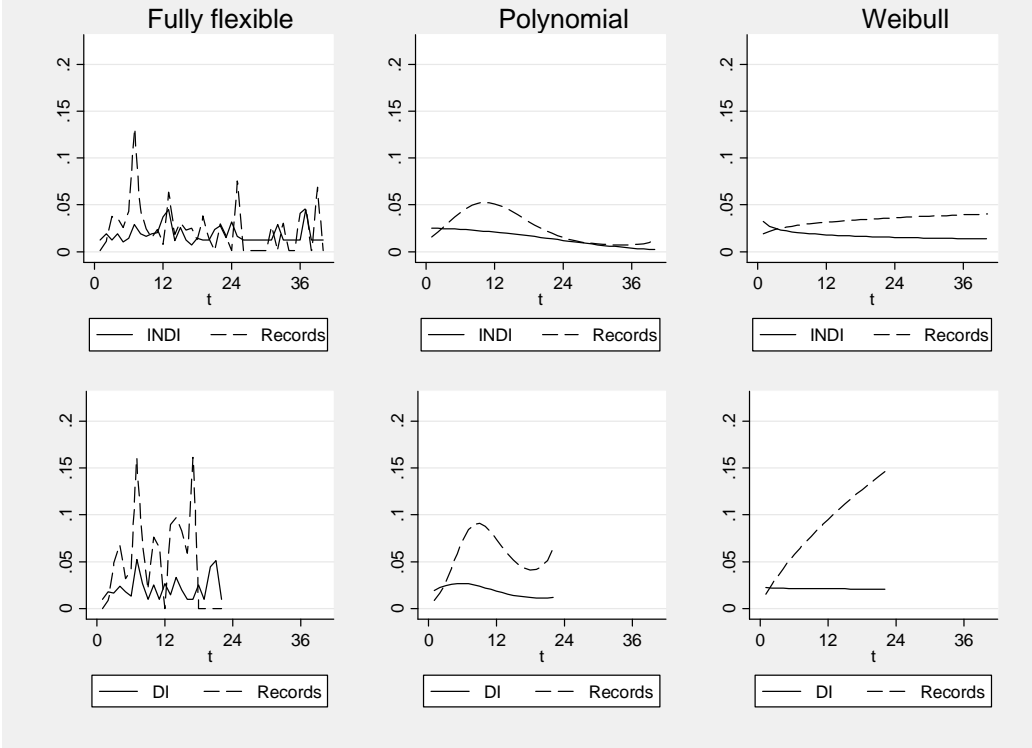 Fully flexible
Polynomial
Weibull
.2
.15
.1
.05
0
0 12 24 36
t
INDI Records
.2
.15
.1
.05
0
0 12 24 36
t
INDI Records
.2
.15
.1
.05
0
0 12 24 36
t
INDI Records
.2
.15
.1
.05
0
0 12 24 36
t
DI Records
.2
.15
.1
.05
0
0 12 24 36
t
DI Records
.2
.15
.1
.05
0
0 12 24 36
t
DI Records